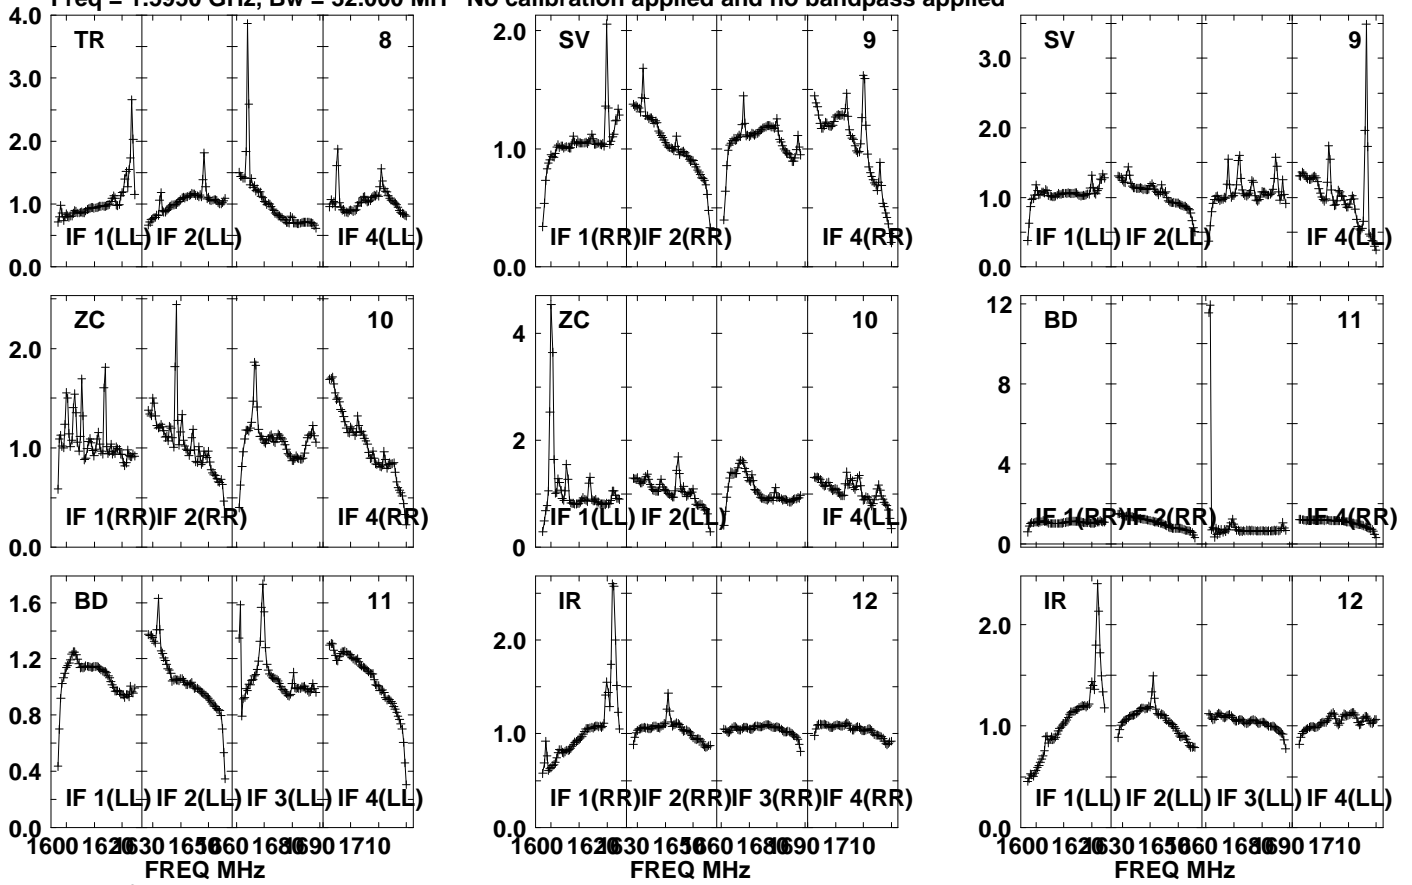 Freq = 1.5950 GHz, Bw = 32.000 MH No calibration applied and no bandpass applied
4.0 TR 8 2.0 SV 9 SV 9
3.0 3.0
2.0 1.0 2.0
1.0 IF 1(LL) IF 2(LL) IF 4(LL) IF 1(RR) IF 2(RR) IF 4(RR) 1.0 IF 1(LL) IF 2(LL) IF 4(LL)
0.0 0.0 0.0
ZC 10 ZC 10 12 BD 11
2.0 4 8
1.0 2 4
IF 1(RR) IF 2(RR) IF 4(RR) IF 1(LL) IF 2(LL) IF 4(LL) IF 1(RR) IF 2(RR) IF 4(RR)
0.0 0 0
1.6 BD 11 IR 12 IR 12
1.2 2.0 2.0
0.8 1.0 1.0
0.4 IF 1(LL) IF 2(LL) IF 3(LL) IF 4(LL) IF 1(RR) IF 2(RR) IF 3(RR) IF 4(RR) IF 1(LL) IF 2(LL) IF 3(LL) IF 4(LL)
0.0 0.0 0.0
1600 1620 1630 1650 1660 1680 1690 1710 1600 1620 1630 1650 1660 1680 1690 1710 1600 1620 1630 1650 1660 1680 1690 1710
FREQ MHz FREQ MHz FREQ MHz